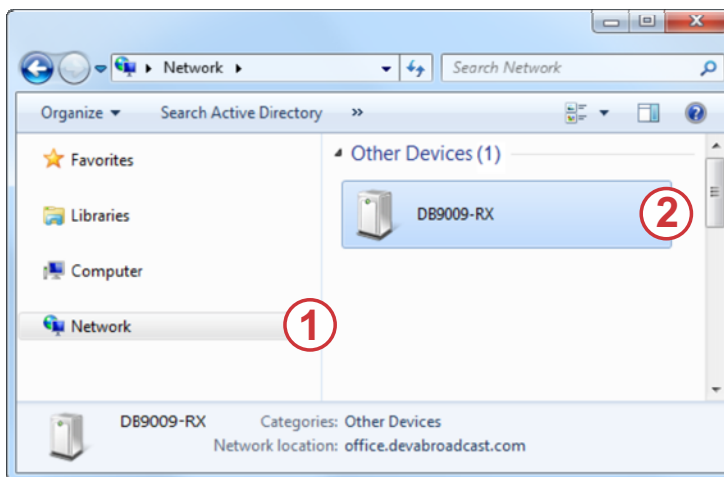 Network
Search Network
Organize Search Active Directory »
Favorites
Libraries
Computer
Network 1
Other Devices (1)
DB9009-RX 2
DB9009-RX Categories: Other Devices
Network location: office.devabroadcast.com